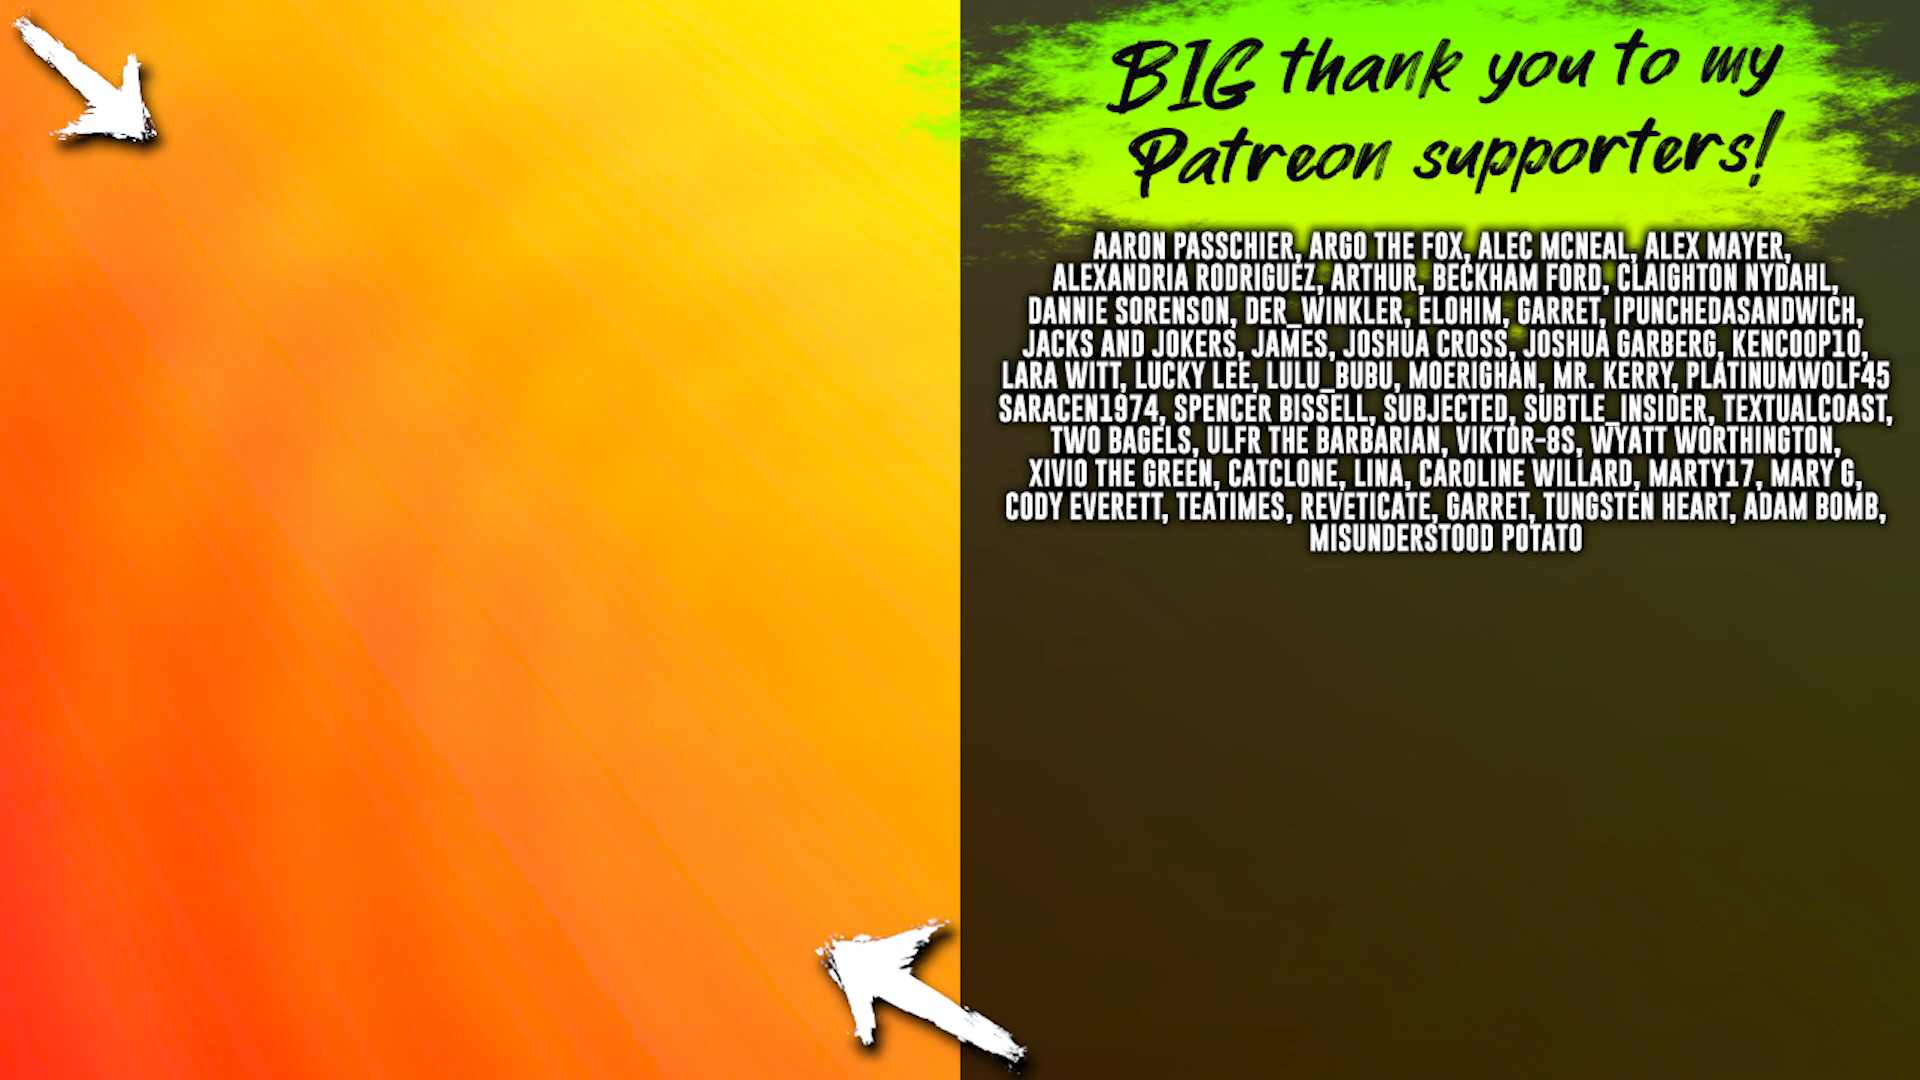 BIG thank you to my
Patreon supporters!
AARON PASSCHIER, ARGO THE FOX, ALEC MCNEAL, ALEX MAYER,
ALEXANDRIA RODRIGUEZ, ARTHUR, BECKHAM FORD, CLAIGHTON NYDAHL,
DANNIE SORENSON, DER_WINKLER, ELOHIM, GARRET, IPUNCHEDASANDWICH,
JACKS AND JOKERS, JAMES, JOSHUA CROSS, JOSHUA GARBERG, KENCOOP10,
LARA WITT, LUCKY LEE, LULU_BUBU, MOERIGHAN, MR. KERRY, PLATINUMWOLF45
SARACEN1974, SPENCER BISSELL, SUBJECTED, SUBTLE_INSIDER, TEXTUALCOAST,
TWO BAGELS, ULFR THE BARBARIAN, VIKTOR-8S, WYATT WORTHINGTON,
XIVIO THE GREEN, CATCLONE, LINA, CAROLINE WILLARD, MARTY17, MARY G,
CODY EVERETT, TEATIMES, REVETICATE, GARRET, TUNGSTEN HEART, ADAM BOMB,
MISUNDERSTOOD POTATO